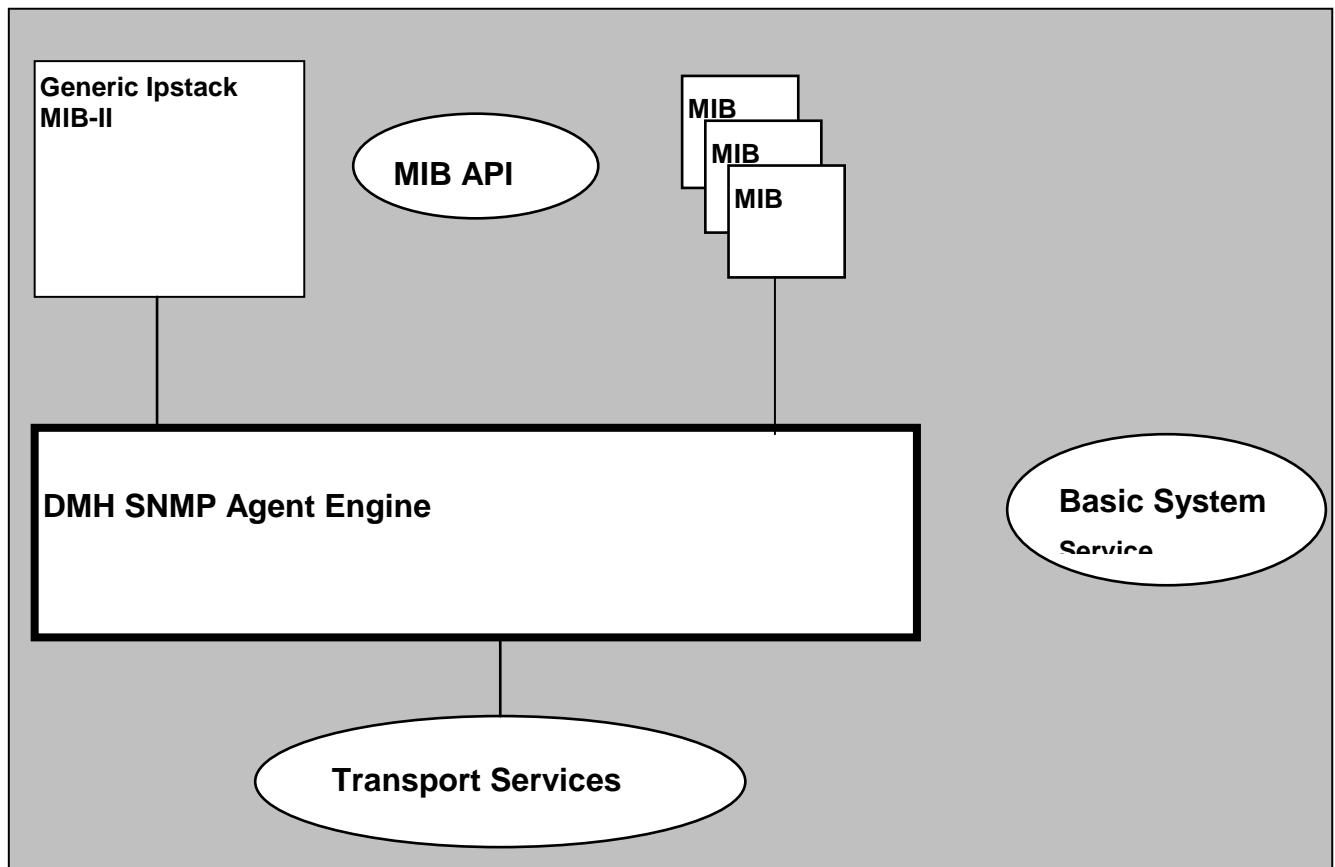 Generic Ipstack
MIB-II
MIB API
MIB
MIB
MIB
DMH SNMP Agent Engine
Basic System
Service
Transport Services